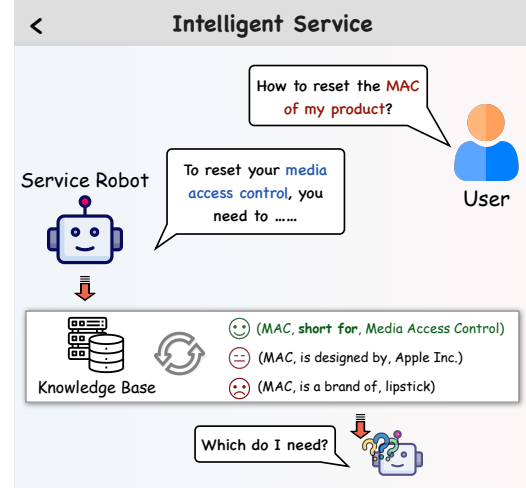 Intelligent Service
How to reset the MAC
of my product?
User
To reset your media
access control, you
need to ......
Service Robot
(MAC, short for, Media Access Control)
(MAC, is designed by, Apple Inc.)
(MAC, is a brand of, lipstick)
Knowledge Base
Which do I need?